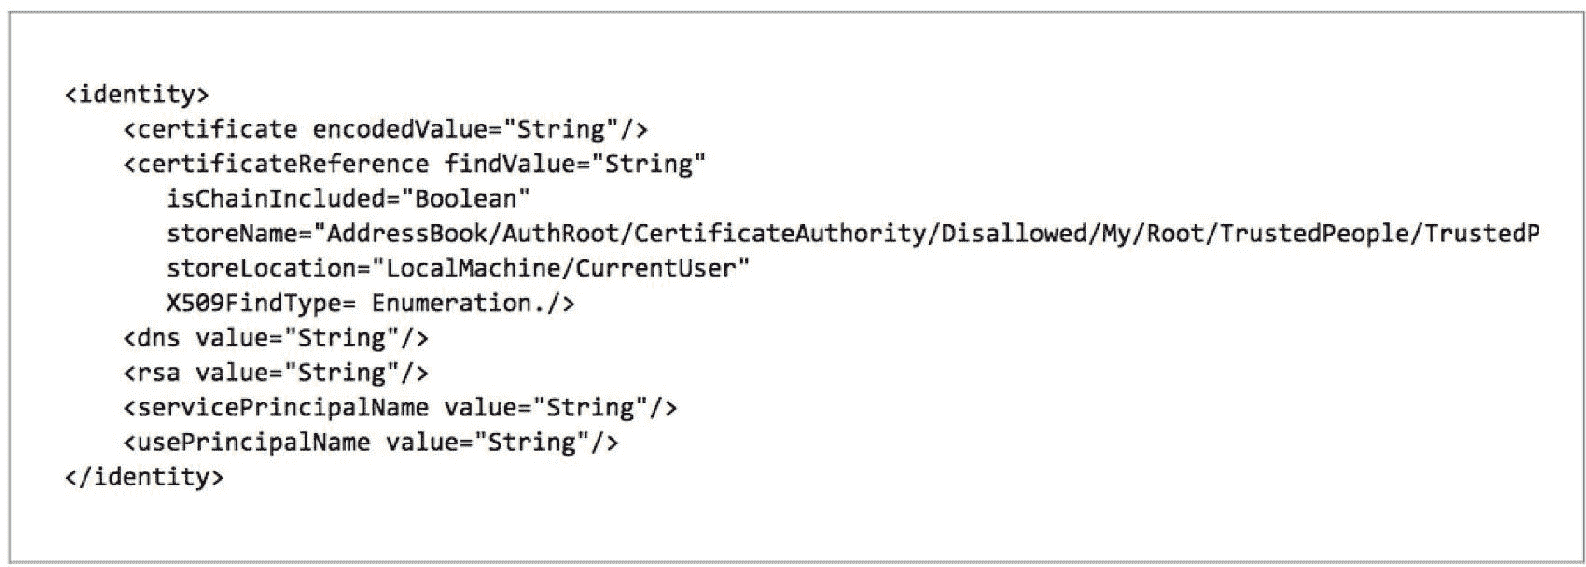 <identity>
<certificate encodedValue="String"/>
<certificateReference findValue="String"
isChainIncluded="Boolean"
storeName="AddressBook/AuthRoot/CertificateAuthority/Disallowed/My/Root/TrustedPeople/TrustedP
storeLocation="LocalMachine/CurrentUser"
X509FindType= Enumeration./>
<dns value="String"/>
<rsa value="String"/>
<servicePrincipalName value="String"/>
<usePrincipalName value="String"/>
</identity>